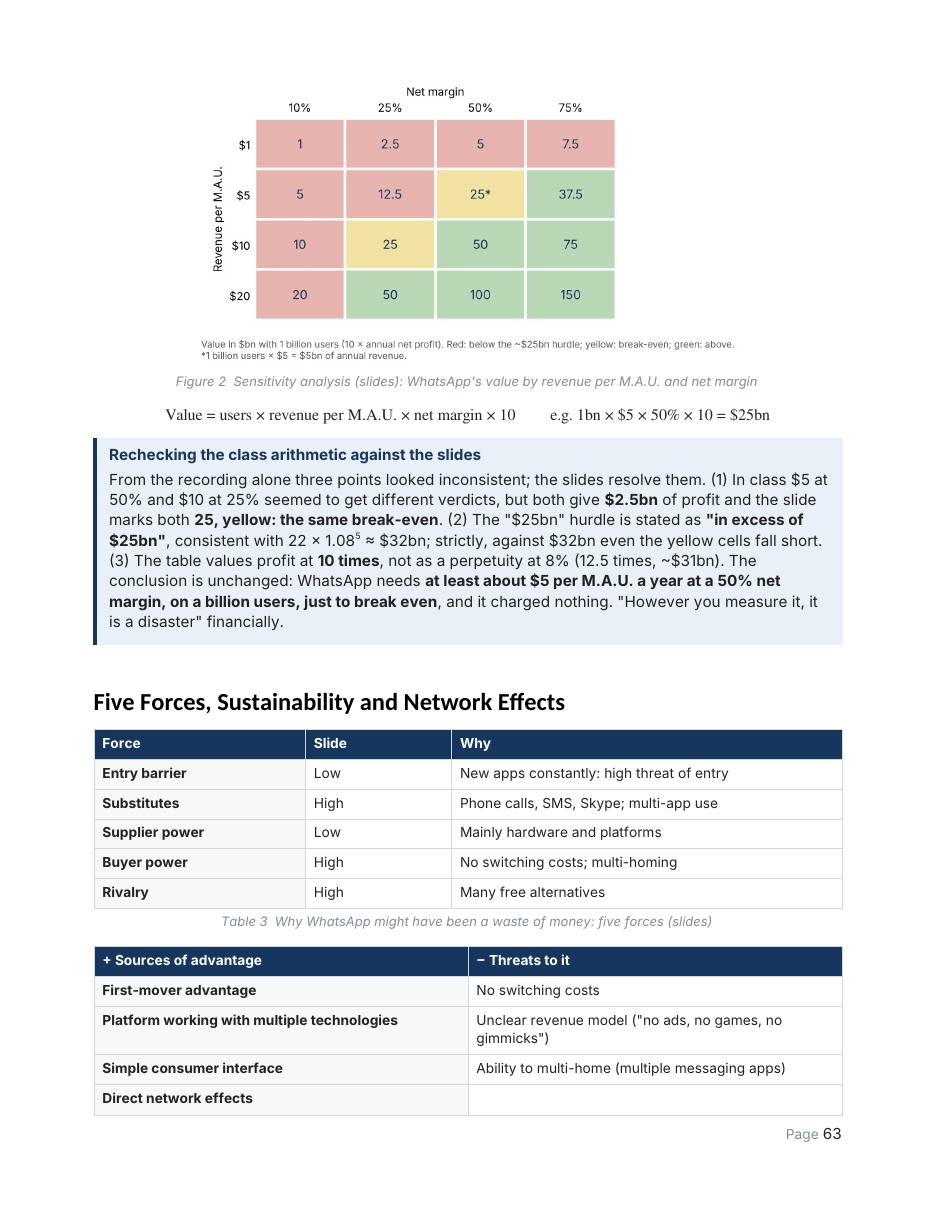 Net margin
10% 25% 50% 75%
Revenue per M.A.U.
$1 1 2.5 5 7.5
$5 5 12.5 25* 37.5
$10 10 25 50 75
$20 20 50 100 150
Value in $bn with 1 billion users (10 × annual net profit). Red: below the ~$25bn hurdle; yellow: break-even; green: above.
*1 billion users × $5 = $5bn of annual revenue.
Figure 2 Sensitivity analysis (slides): WhatsApp's value by revenue per M.A.U. and net margin
Value = users × revenue per M.A.U. × net margin × 10 e.g. 1bn × $5 × 50% × 10 = $25bn
Rechecking the class arithmetic against the slides
From the recording alone three points looked inconsistent; the slides resolve them. (1) In class $5 at
50% and $10 at 25% seemed to get different verdicts, but both give $2.5bn of profit and the slide
marks both 25, yellow: the same break-even. (2) The "$25bn" hurdle is stated as "in excess of
$25bn", consistent with 22 × 1.08⁵ ≈ $32bn; strictly, against $32bn even the yellow cells fall short.
(3) The table values profit at 10 times, not as a perpetuity at 8% (12.5 times, ~$31bn). The
conclusion is unchanged: WhatsApp needs at least about $5 per M.A.U. a year at a 50% net
margin, on a billion users, just to break even, and it charged nothing. "However you measure it, it
is a disaster" financially.
Five Forces, Sustainability and Network Effects
Force Slide Why
Entry barrier Low New apps constantly: high threat of entry
Substitutes High Phone calls, SMS, Skype; multi-app use
Supplier power Low Mainly hardware and platforms
Buyer power High No switching costs; multi-homing
Rivalry High Many free alternatives
Table 3 Why WhatsApp might have been a waste of money: five forces (slides)
+ Sources of advantage − Threats to it
First-mover advantage No switching costs
Platform working with multiple technologies Unclear revenue model ("no ads, no games, no
gimmicks")
Simple consumer interface Ability to multi-home (multiple messaging apps)
Direct network effects
Page 63